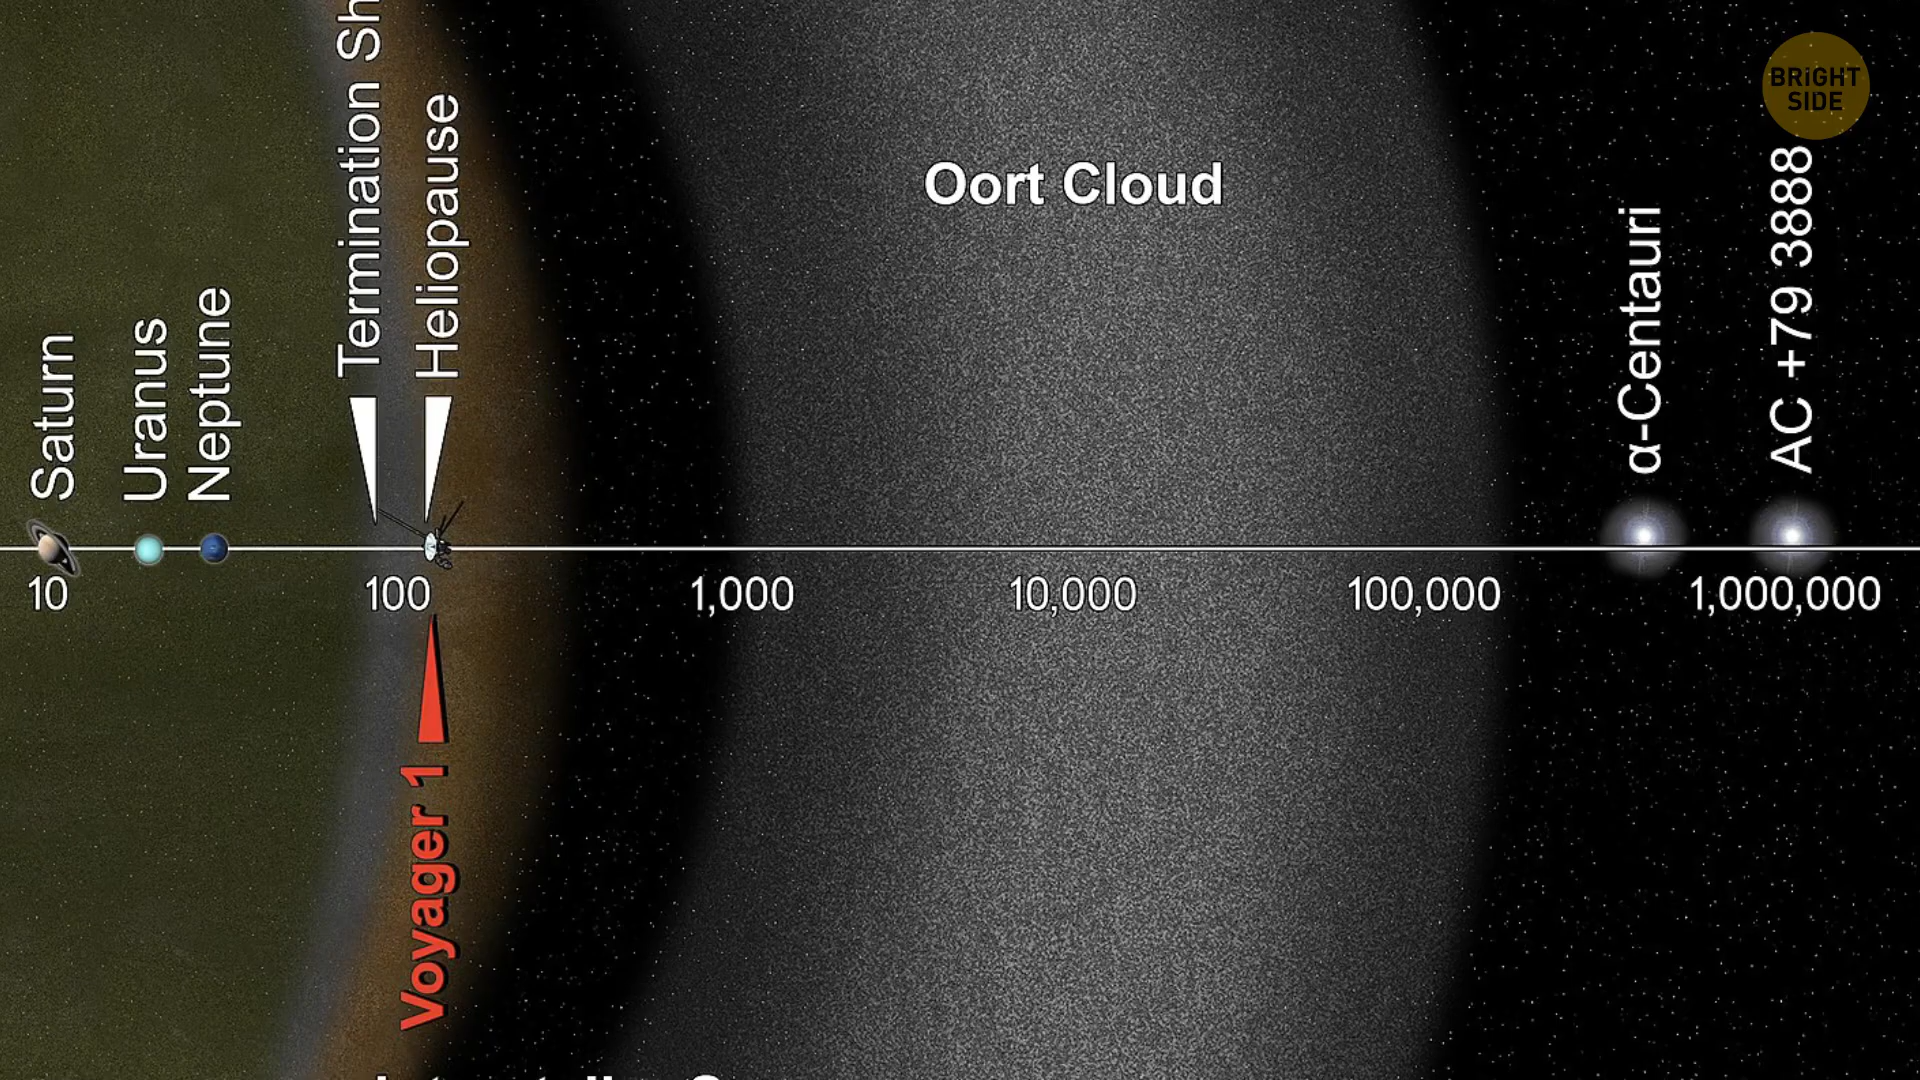 BRiGHT
SIDE
Termination
Heliopause
Oort Cloud
Saturn
Uranus
Neptune
α-Centauri
AC +79 3888
10
100
1,000
10,000
100,000
1,000,000
Voyager 1